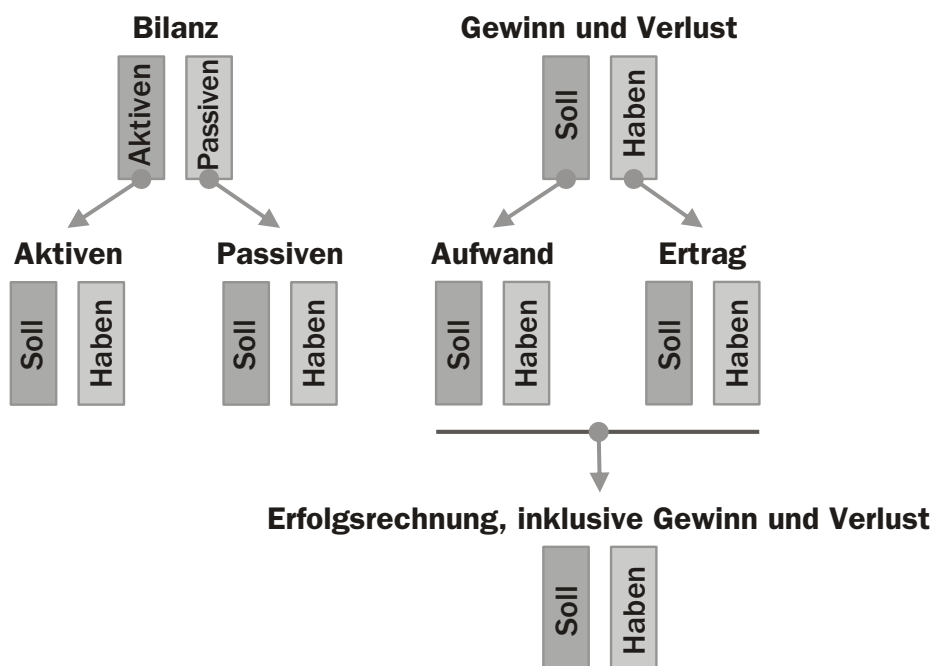 Bilanz
Gewinn und Verlust
Aktiven
Passiven
Soll
Haben
Aktiven
Passiven
Aufwand
Ertrag
Soll
Haben
Soll
Haben
Soll
Haben
Soll
Haben
Erfolgsrechnung, inklusive Gewinn und Verlust
Soll
Haben